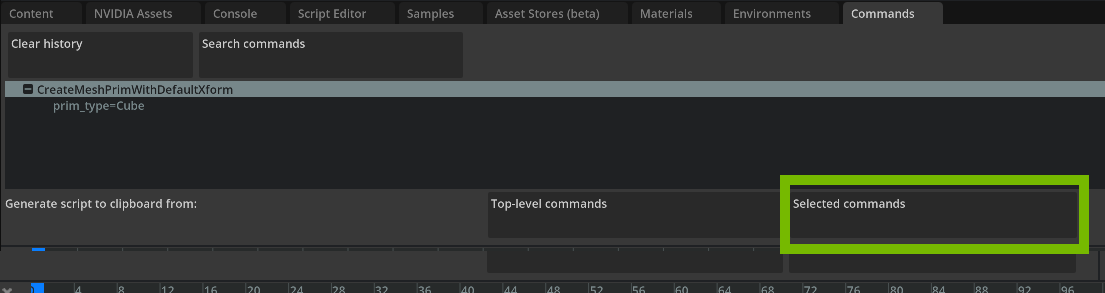 Content NVIDIA Assets Console Script Editor Samples Asset Stores (beta) Materials Environments Commands
Clear history Search commands
CreateMeshPrimWithDefaultXform
prim_type=Cube
Generate script to clipboard from: Top-level commands Selected commands
0 4 8 12 16 20 24 28 32 36 40 44 48 52 56 60 64 68 72 76 80 84 88 92 96